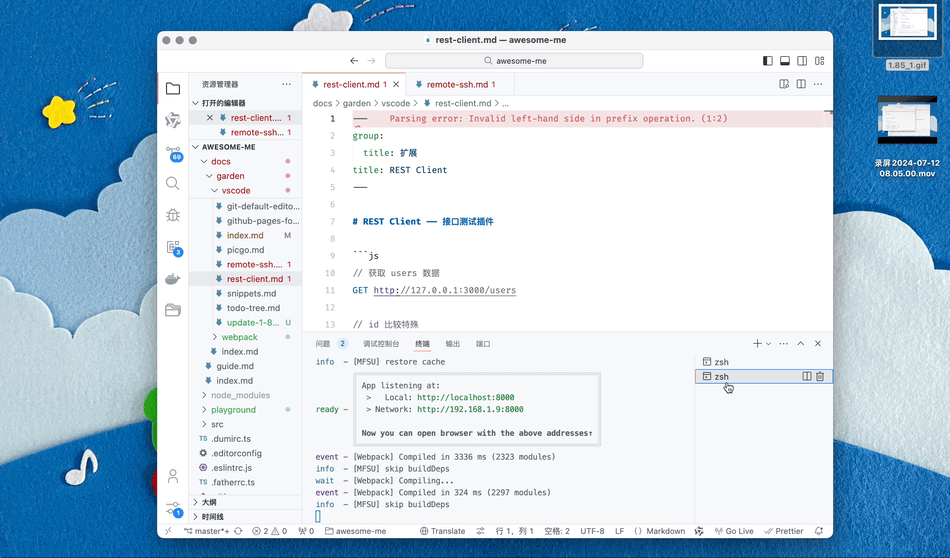 rest-client.md — awesome-me
awesome-me
资源管理器
打开的编辑器
rest-client.... 1
remote-ssh... 1
AWESOME-ME
docs
garden
vscode
git-default-edito...
github-pages-fo...
index.md M
picgo.md
remote-ssh.... 1
rest-client.md 1
snippets.md
todo-tree.md
update-1-8... U
webpack
index.md
guide.md
index.md
node_modules
playground
src
TS .dumirc.ts
.editorconfig
.eslintrc.js
TS .fatherrc.ts
大纲
时间线
69
3
1
rest-client.md 1
remote-ssh.md 1
docs > garden > vscode > rest-client.md > ...
1 --- Parsing error: Invalid left-hand side in prefix operation. (1:2)
2 group:
3 title: 扩展
4 title: REST Client
5 ---
6
7 # REST Client —— 接口测试插件
8
9 ```js
10 // 获取 users 数据
11 GET http://127.0.0.1:3000/users
12
13 // id 比较特殊
问题 2 调试控制台 终端 输出 端口
info - [MFSU] restore cache
App listening at:
> Local: http://localhost:8000
ready - > Network: http://192.168.1.9:8000
Now you can open browser with the above addresses↑
event - [Webpack] Compiled in 3336 ms (2323 modules)
info - [MFSU] skip buildDeps
wait - [Webpack] Compiling...
event - [Webpack] Compiled in 324 ms (2297 modules)
info - [MFSU] skip buildDeps
zsh
zsh
master*+ 2 0 0 awesome-me Translate 行 1, 列 1 空格: 2 UTF-8 LF {} Markdown Go Live Prettier
1.85_1.gif
录屏2024-07-12
08.05.00.mov